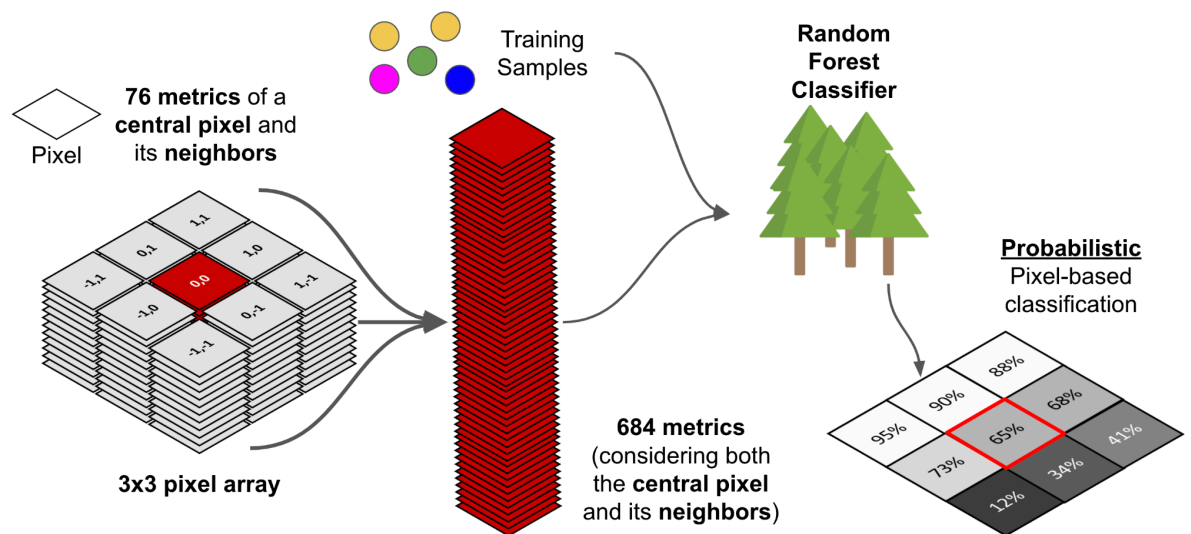 Training
Samples
Random
Forest
Classifier
76 metrics of a
central pixel and
its neighbors
Pixel
1,1
0,1
1,0
-1,1
0,0
1,-1
-1,0
0,-1
-1,-1
3x3 pixel array
684 metrics
(considering both
the central pixel
and its neighbors)
Probabilistic
Pixel-based
classification
88%
90%
68%
95%
65%
41%
73%
34%
12%